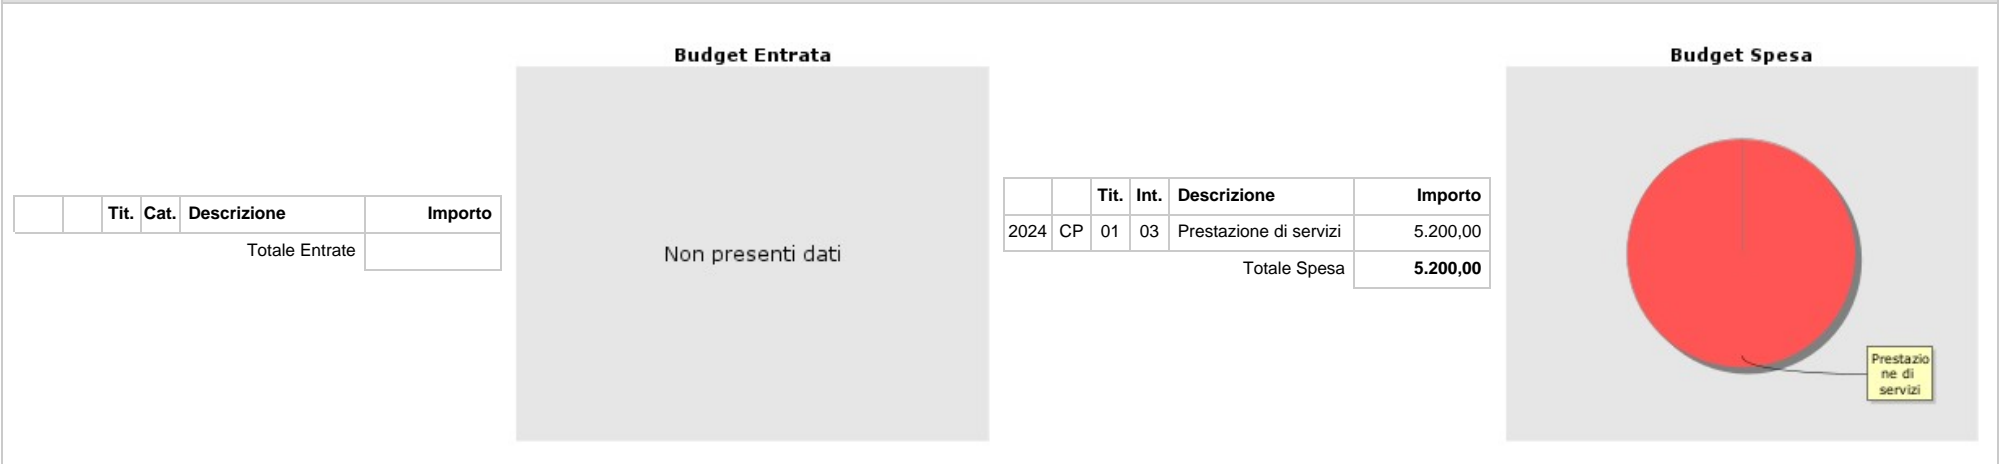 Budget Entrata
Tit. Cat. Descrizione Importo
Totale Entrate
Non presenti dati
Budget Spesa
Tit. Int. Descrizione Importo
2024 CP 01 03 Prestazione di servizi 5.200,00
Totale Spesa 5.200,00
Prestazio
ne di
servizi